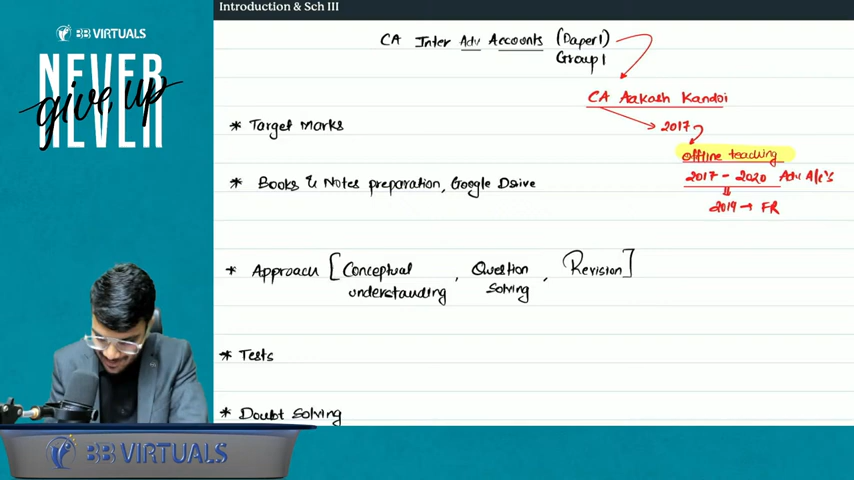 Introduction & Sch III
BB VIRTUALS
NEVER
give up
NEVER
CA Inter Adv Accounts (Paper 1)
Group 1
CA Aakash Kandoi
2017
* Target Marks
offline teaching
2017 - 2020 Adv A/c's
2019 → FR
* Books & Notes preparation, Google Drive
* Approach [Conceptual understanding, Question solving, Revision]
* Tests
* Doubt Solving
BB VIRTUALS